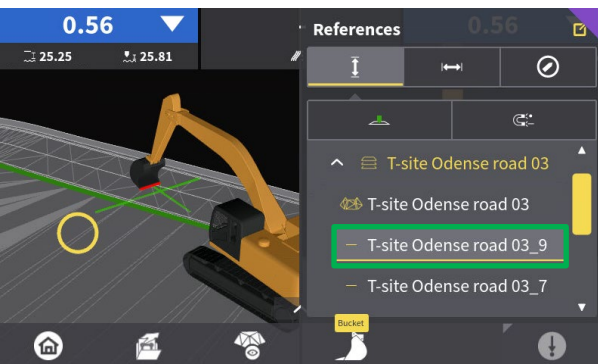 0.56
25.25 25.81
References
0.56
T-site Odense road 03
T-site Odense road 03
T-site Odense road 03_9
T-site Odense road 03_7
Bucket